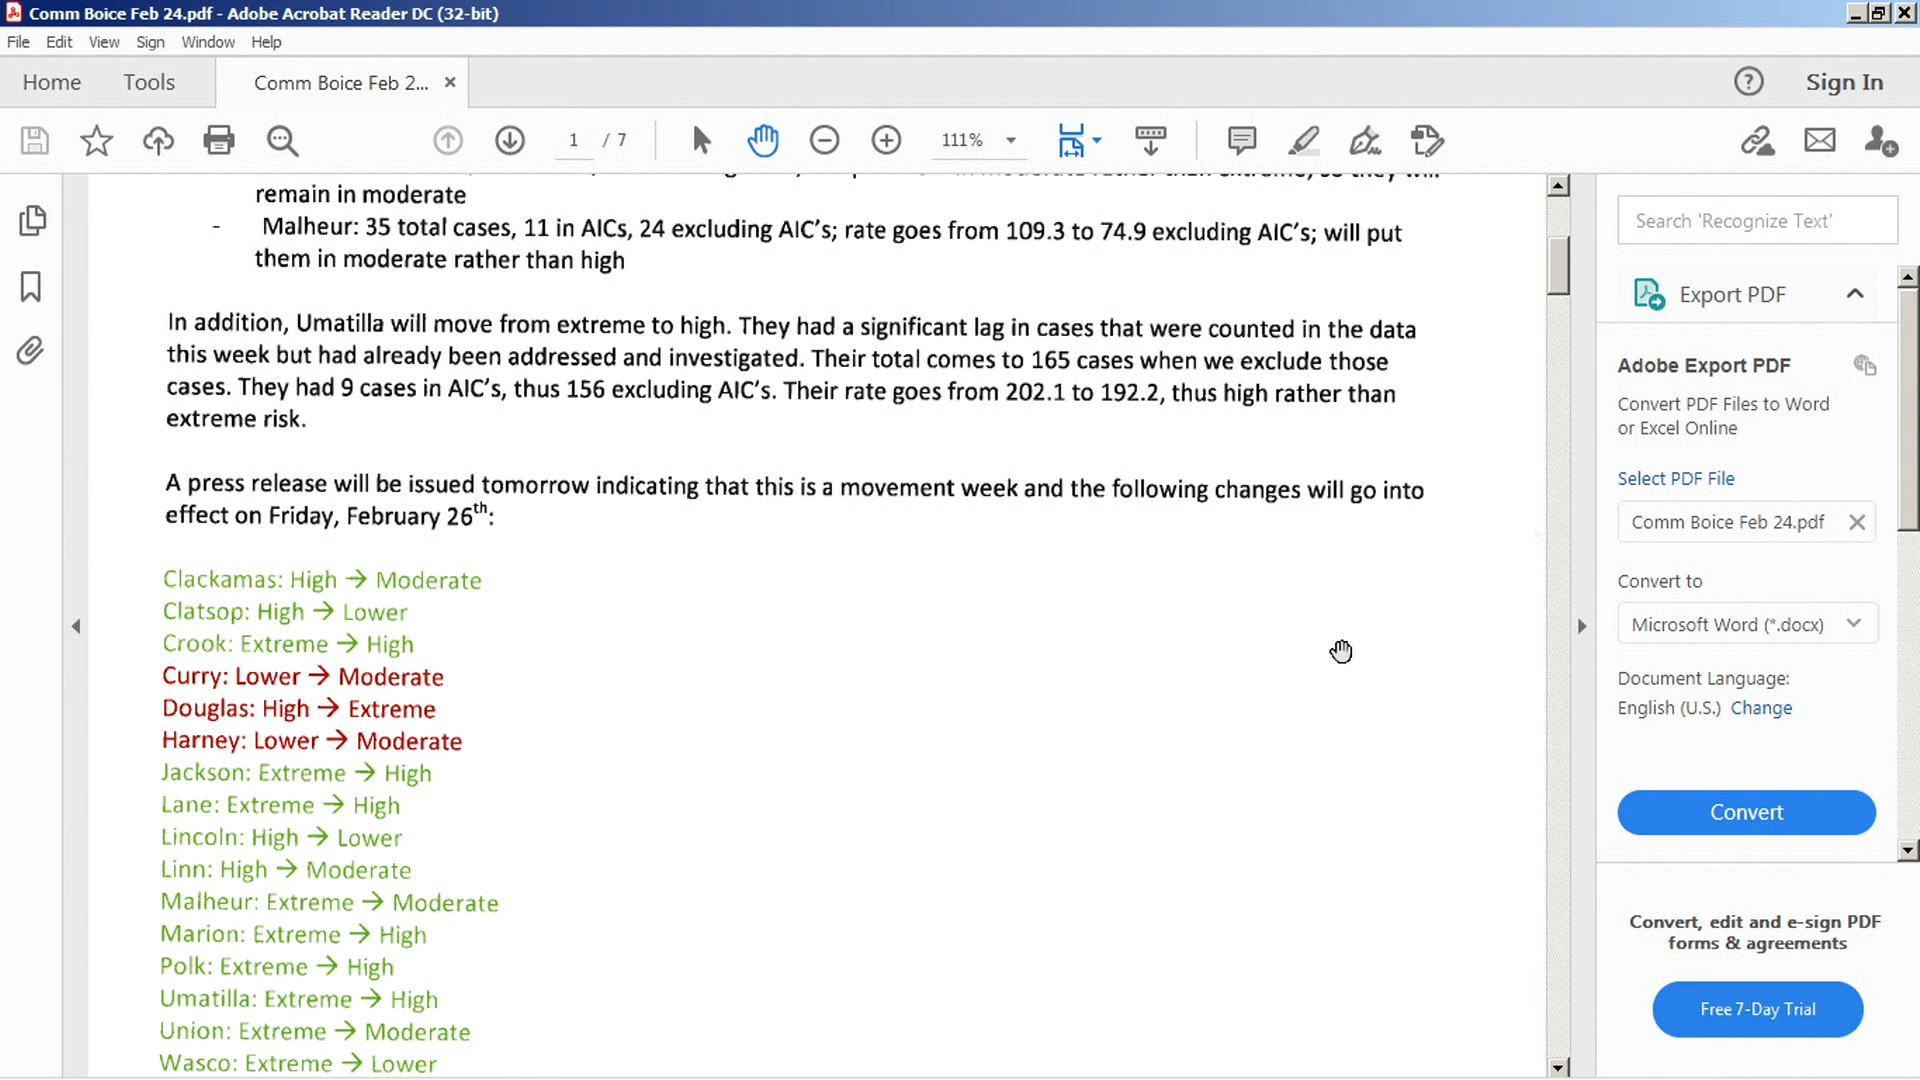 Comm Boice Feb 24.pdf - Adobe Acrobat Reader DC (32-bit)
File Edit View Sign Window Help
Home Tools Comm Boice Feb 2... Sign In
1 / 7 111%
remain in moderate
- Malheur: 35 total cases, 11 in AICs, 24 excluding AIC's; rate goes from 109.3 to 74.9 excluding AIC's; will put
them in moderate rather than high
In addition, Umatilla will move from extreme to high. They had a significant lag in cases that were counted in the data
this week but had already been addressed and investigated. Their total comes to 165 cases when we exclude those
cases. They had 9 cases in AIC's, thus 156 excluding AIC's. Their rate goes from 202.1 to 192.2, thus high rather than
extreme risk.
A press release will be issued tomorrow indicating that this is a movement week and the following changes will go into
effect on Friday, February 26th:
Clackamas: High → Moderate
Clatsop: High → Lower
Crook: Extreme → High
Curry: Lower → Moderate
Douglas: High → Extreme
Harney: Lower → Moderate
Jackson: Extreme → High
Lane: Extreme → High
Lincoln: High → Lower
Linn: High → Moderate
Malheur: Extreme → Moderate
Marion: Extreme → High
Polk: Extreme → High
Umatilla: Extreme → High
Union: Extreme → Moderate
Wasco: Extreme → Lower
Search 'Recognize Text'
Export PDF
Adobe Export PDF
Convert PDF Files to Word
or Excel Online
Select PDF File
Comm Boice Feb 24.pdf
Convert to
Microsoft Word (*.docx)
Document Language:
English (U.S.) Change
Convert
Convert, edit and e-sign PDF
forms & agreements
Free 7-Day Trial